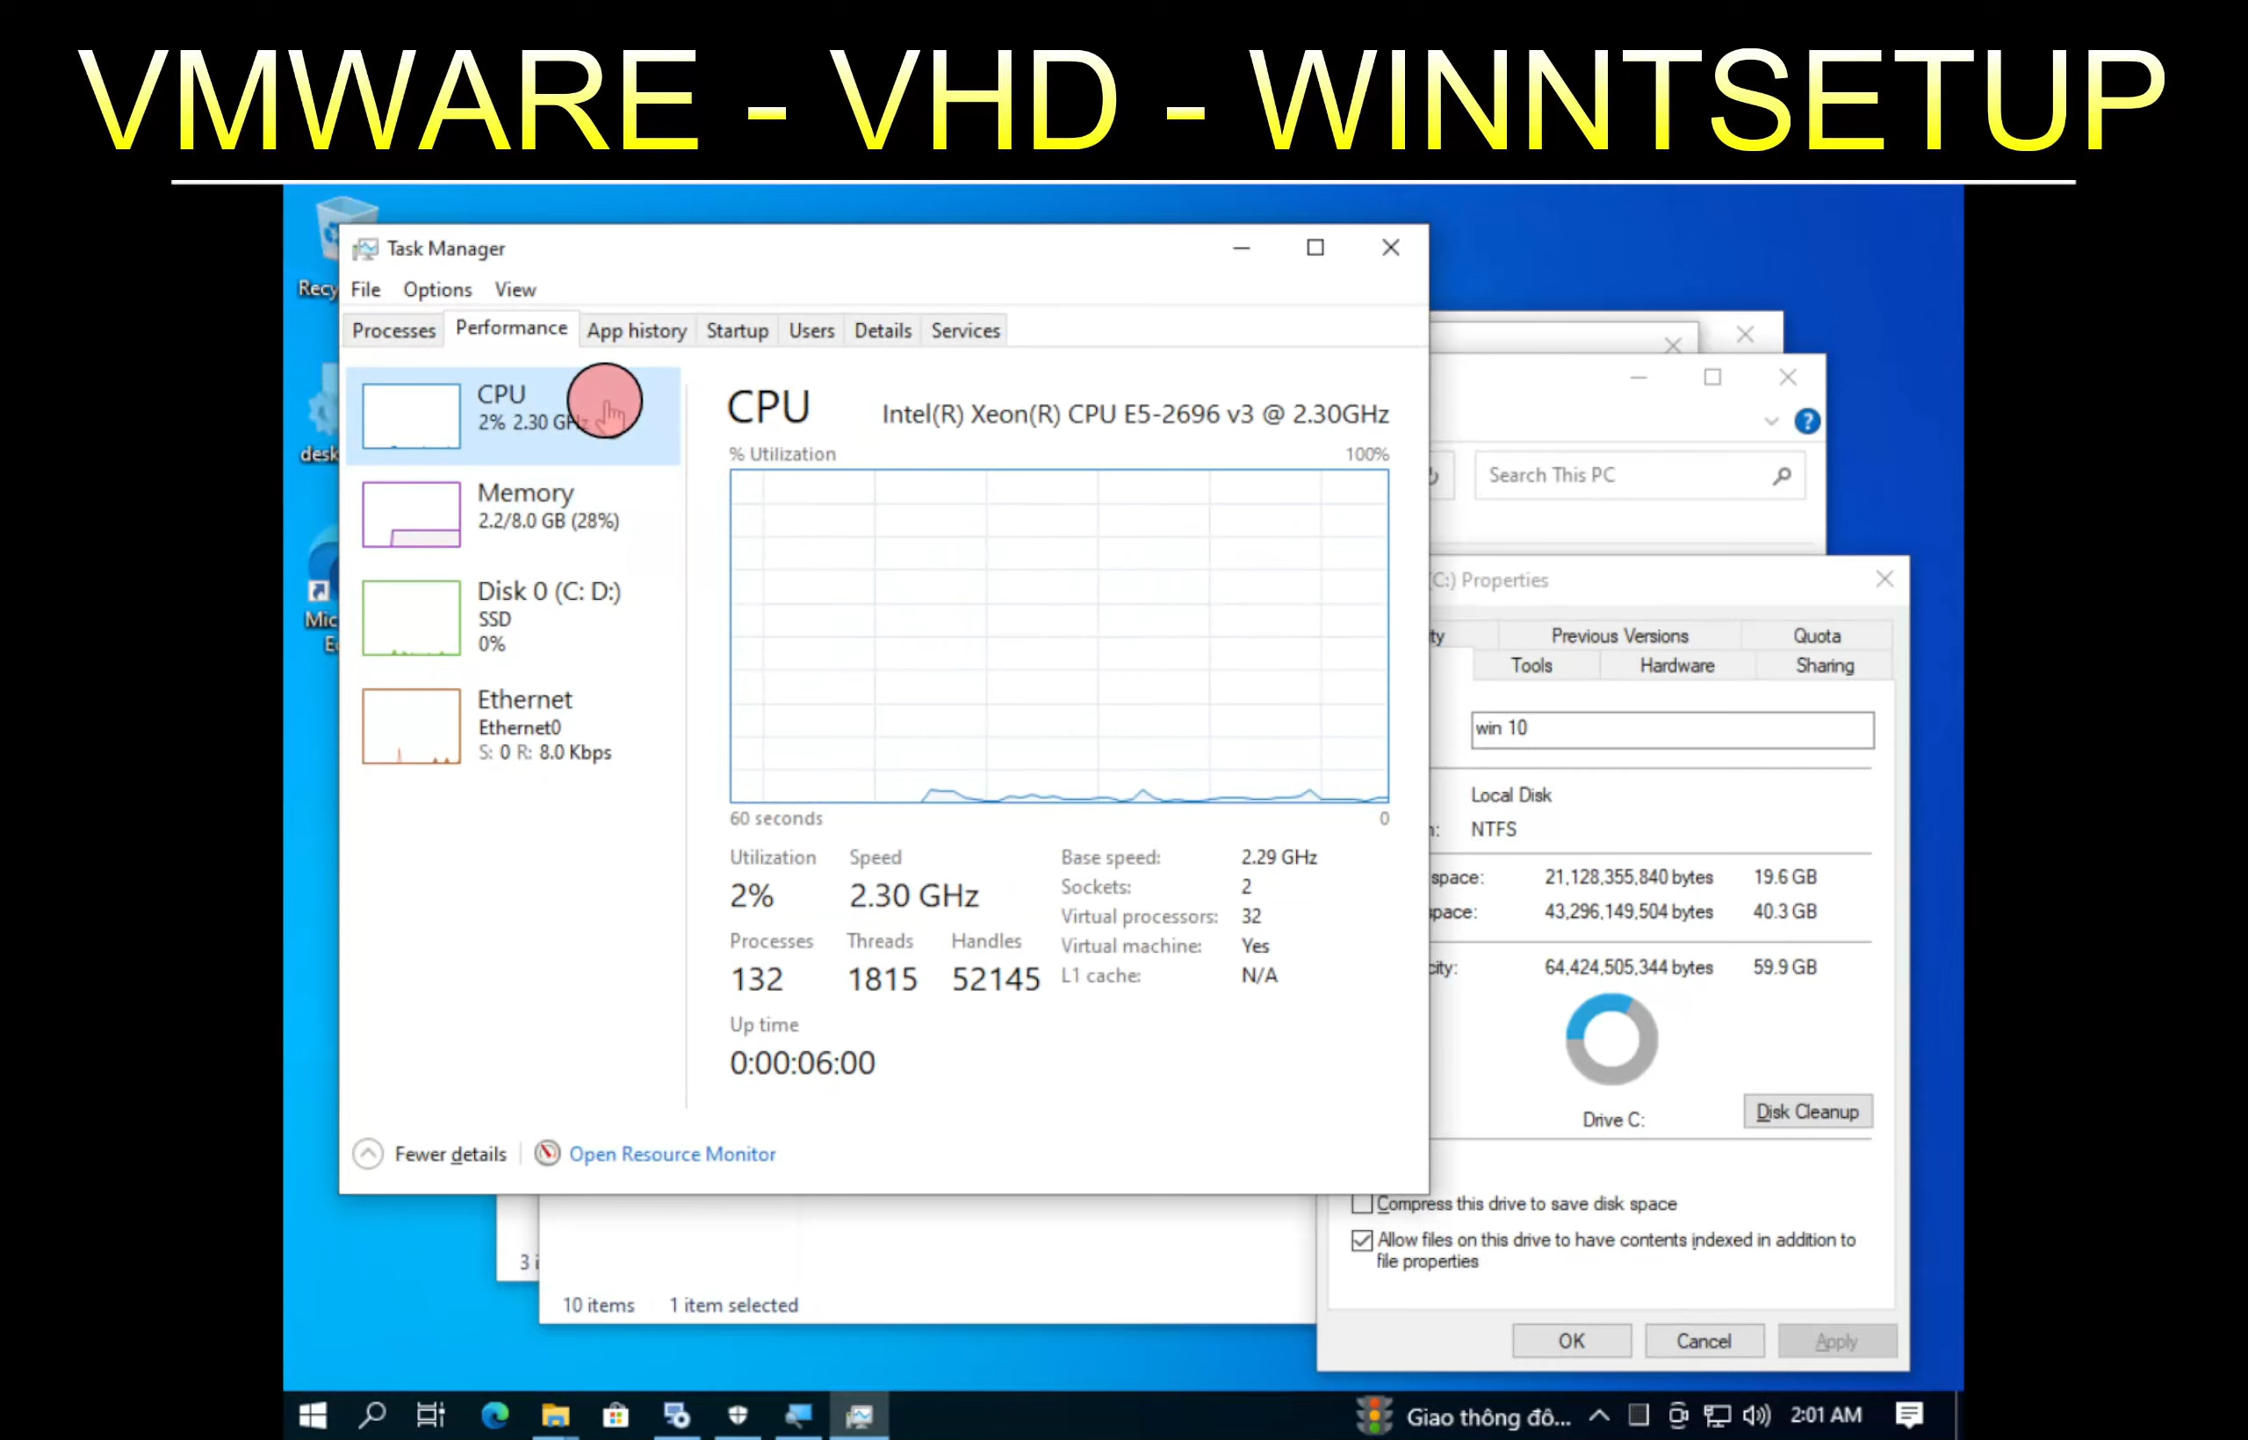 VMWARE - VHD - WINNTSETUP
Recy
desk
Mic
E
Task Manager
File Options View
Processes Performance App history Startup Users Details Services
CPU
2% 2.30 GHz
Memory
2.2/8.0 GB (28%)
Disk 0 (C: D:)
SSD
0%
Ethernet
Ethernet0
S: 0 R: 8.0 Kbps
CPU
Intel(R) Xeon(R) CPU E5-2696 v3 @ 2.30GHz
% Utilization 100%
60 seconds 0
Utilization Speed
2% 2.30 GHz
Processes Threads Handles
132 1815 52145
Up time
0:00:06:00
Base speed: 2.29 GHz
Sockets: 2
Virtual processors: 32
Virtual machine: Yes
L1 cache: N/A
Fewer details Open Resource Monitor
Search This PC
(C:) Properties
ity Previous Versions Quota
Tools Hardware Sharing
win 10
Local Disk
NTFS
space: 21,128,355,840 bytes 19.6 GB
space: 43,296,149,504 bytes 40.3 GB
city: 64,424,505,344 bytes 59.9 GB
Drive C: Disk Cleanup
Compress this drive to save disk space
Allow files on this drive to have contents indexed in addition to
file properties
OK Cancel Apply
3 i
10 items 1 item selected
Giao thông đô... 2:01 AM